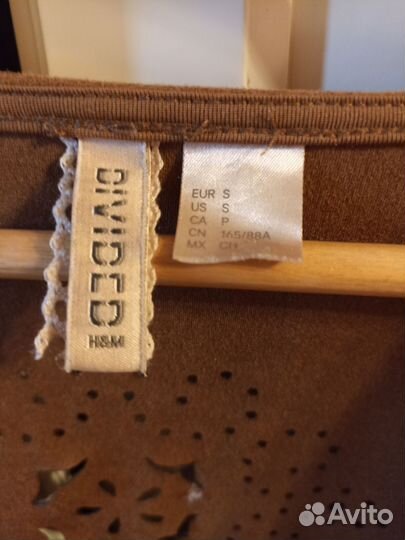 DIVIDED
H&M
EUR S
US S
CA P
CN 165/88A
MX CH
Avito